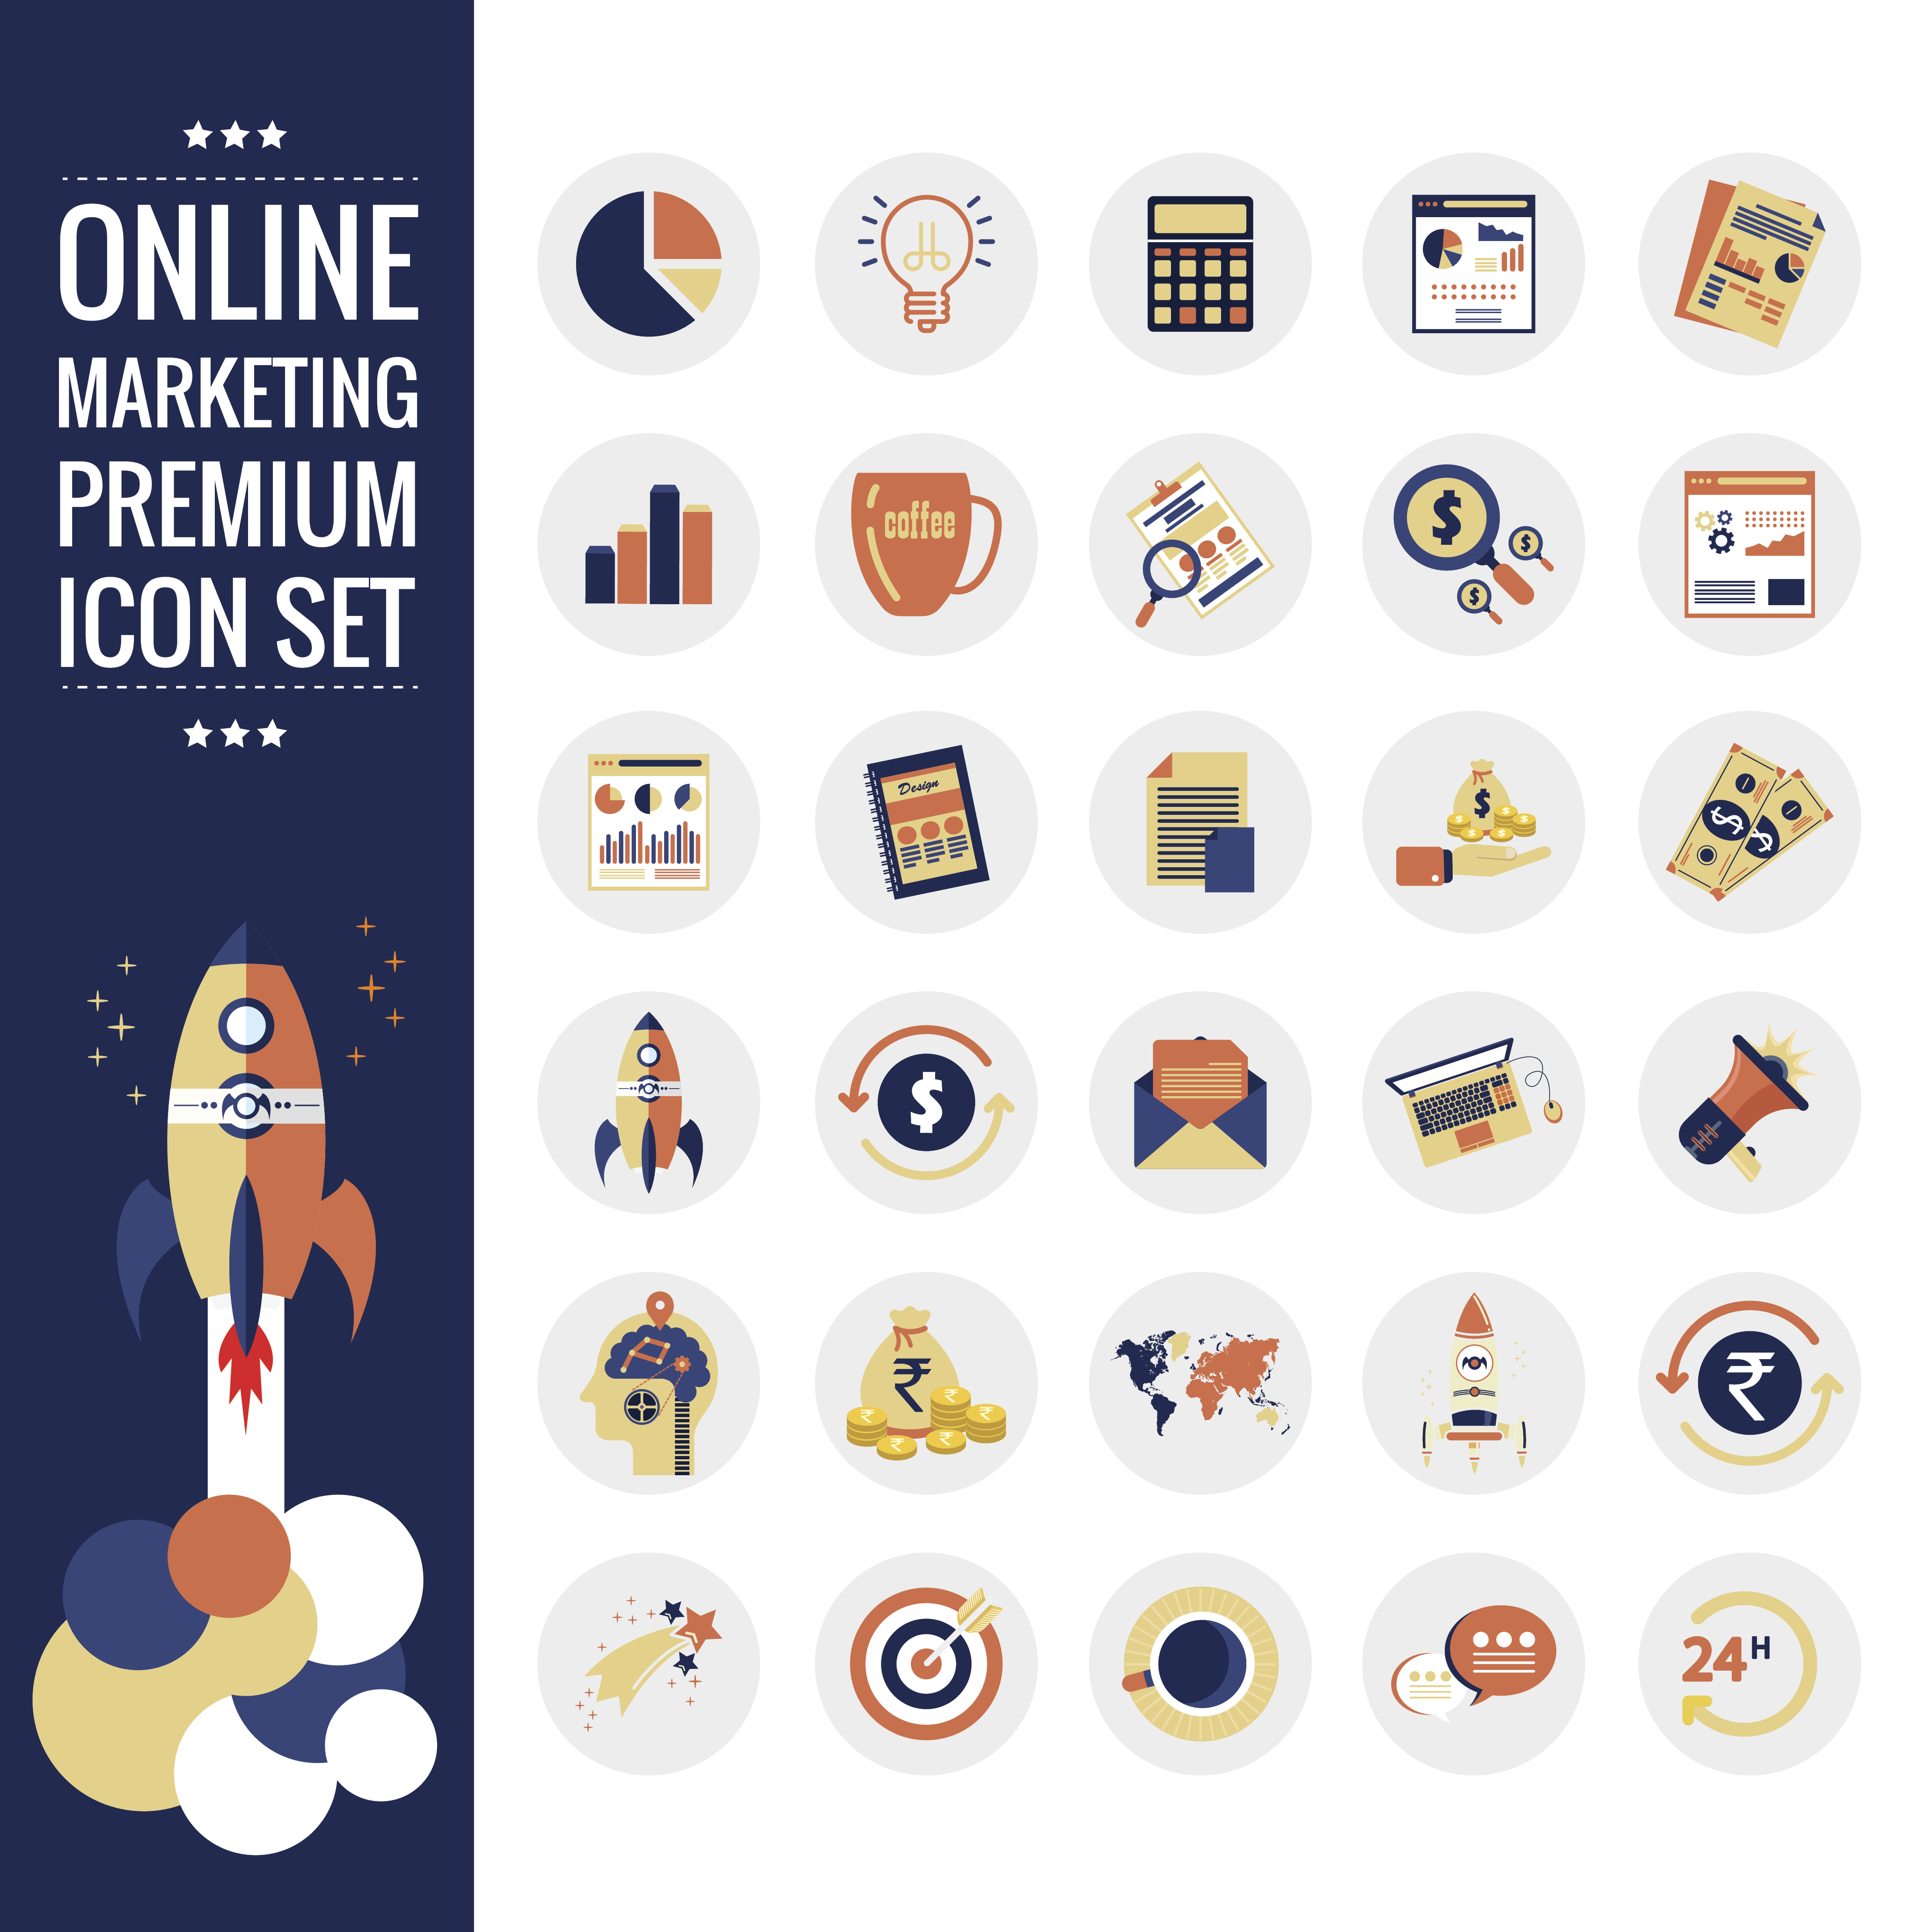 ONLINE
MARKETING
PREMIUM
ICON SET
coffee
$
$
$
Design
$
$
$
$
$
$
$
$
$
$
₹
₹
₹
₹
₹
₹
₹
24H